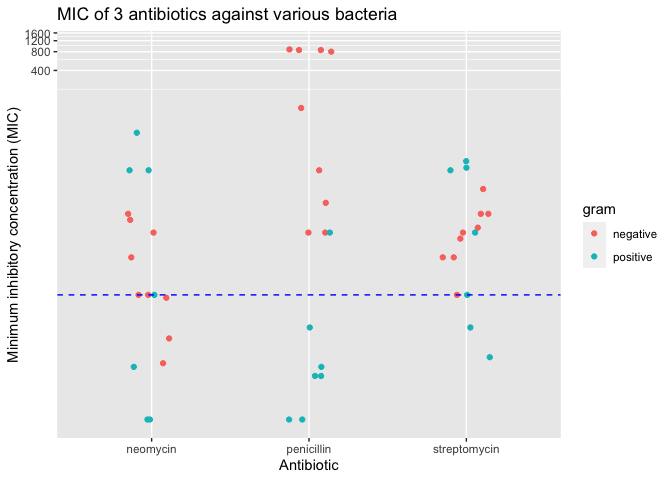 MIC of 3 antibiotics against various bacteria
1600
1200
800
400
Minimum inhibitory concentration (MIC)
neomycin penicillin streptomycin
Antibiotic
gram
negative
positive